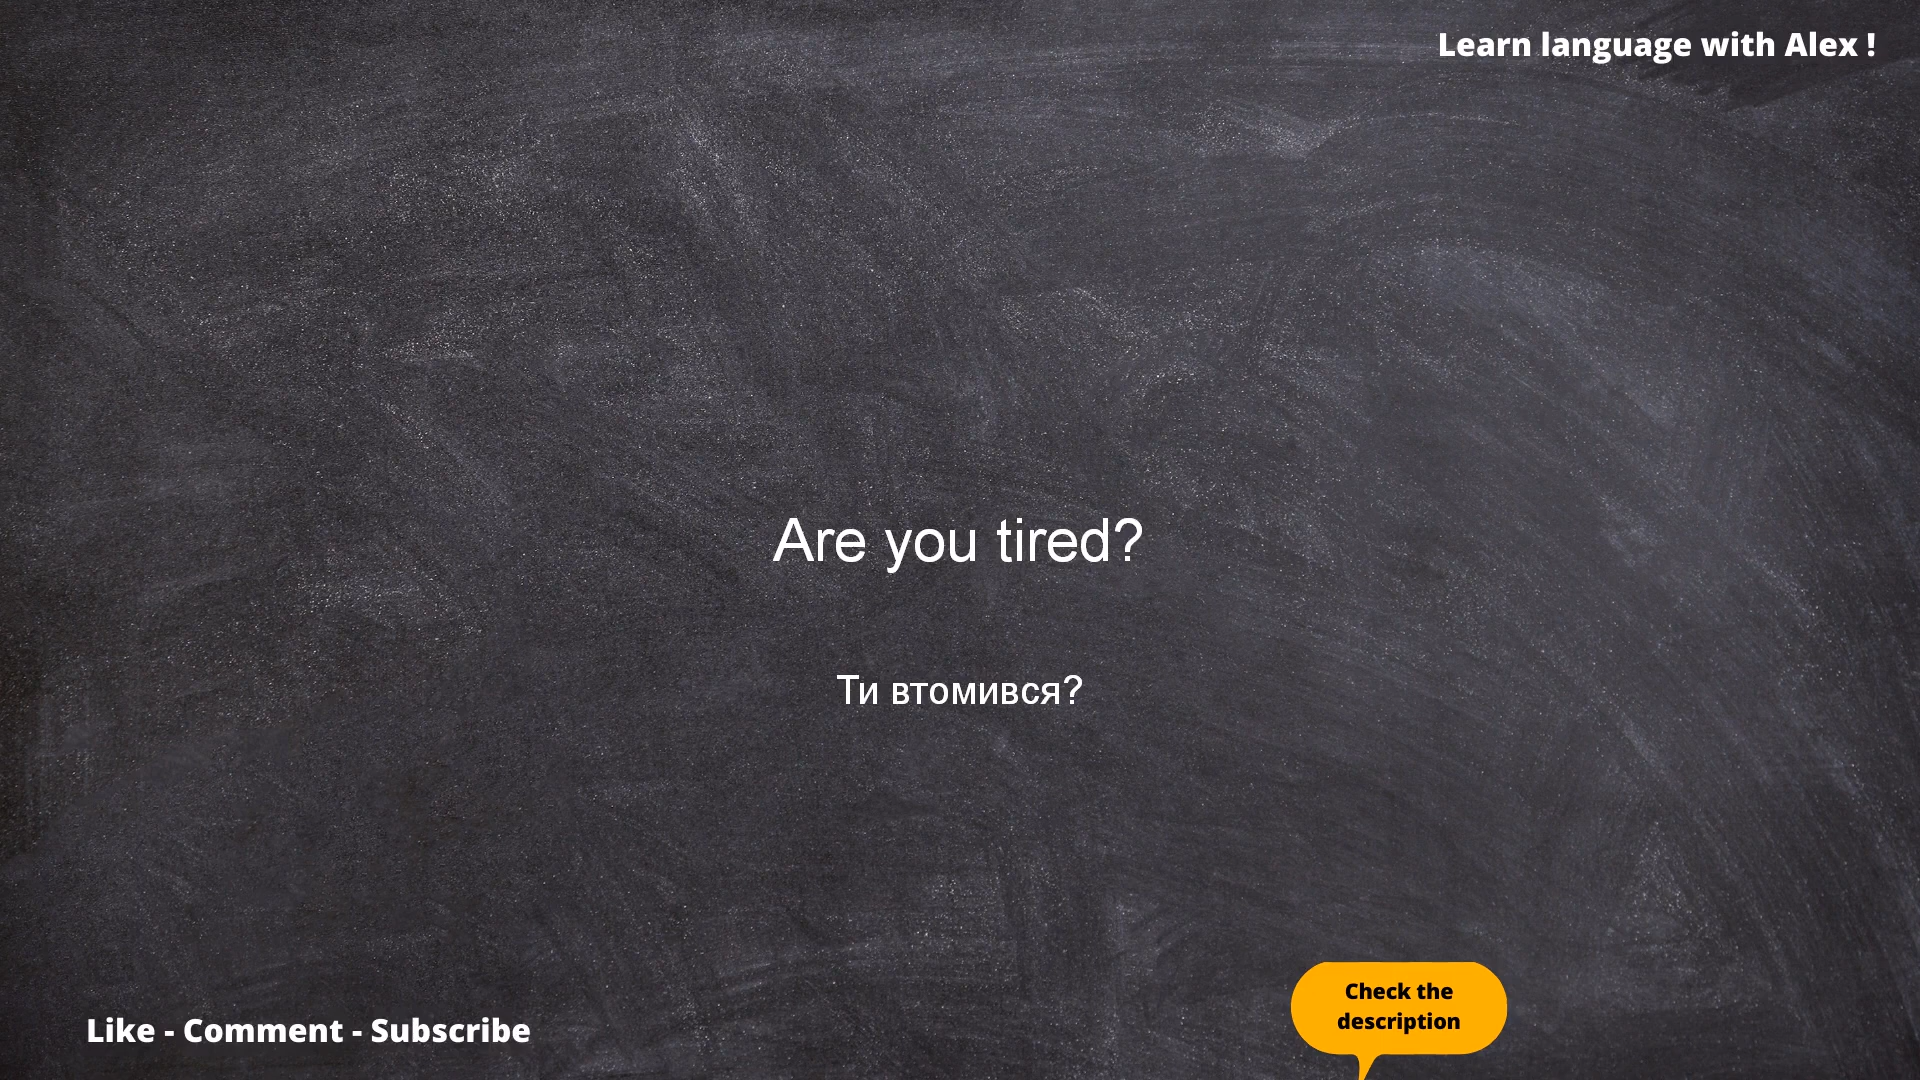 Learn language with Alex !
Are you tired?
Ти втомився?
Check the
description
Like - Comment - Subscribe